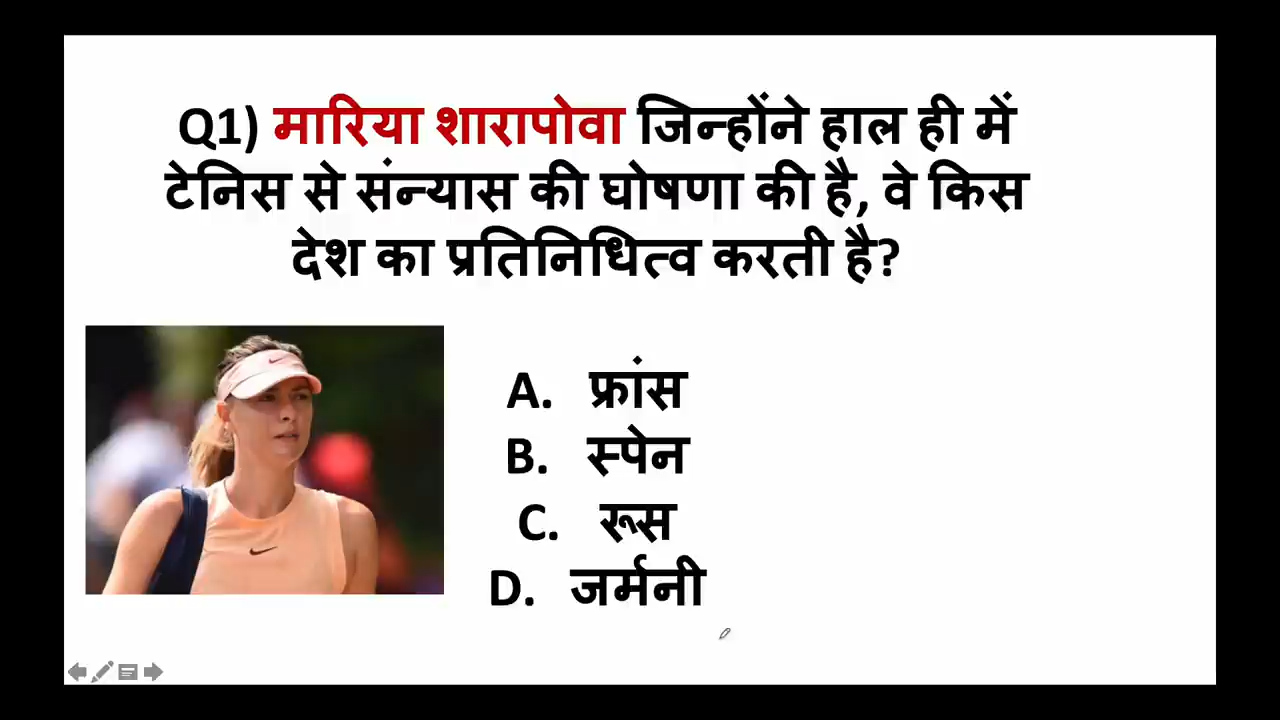 Q1) मारिया शारापोवा जिन्होंने हाल ही में
टेनिस से संन्यास की घोषणा की है, वे किस
देश का प्रतिनिधित्व करती है?
A. फ्रांस
B. स्पेन
C. रूस
D. जर्मनी